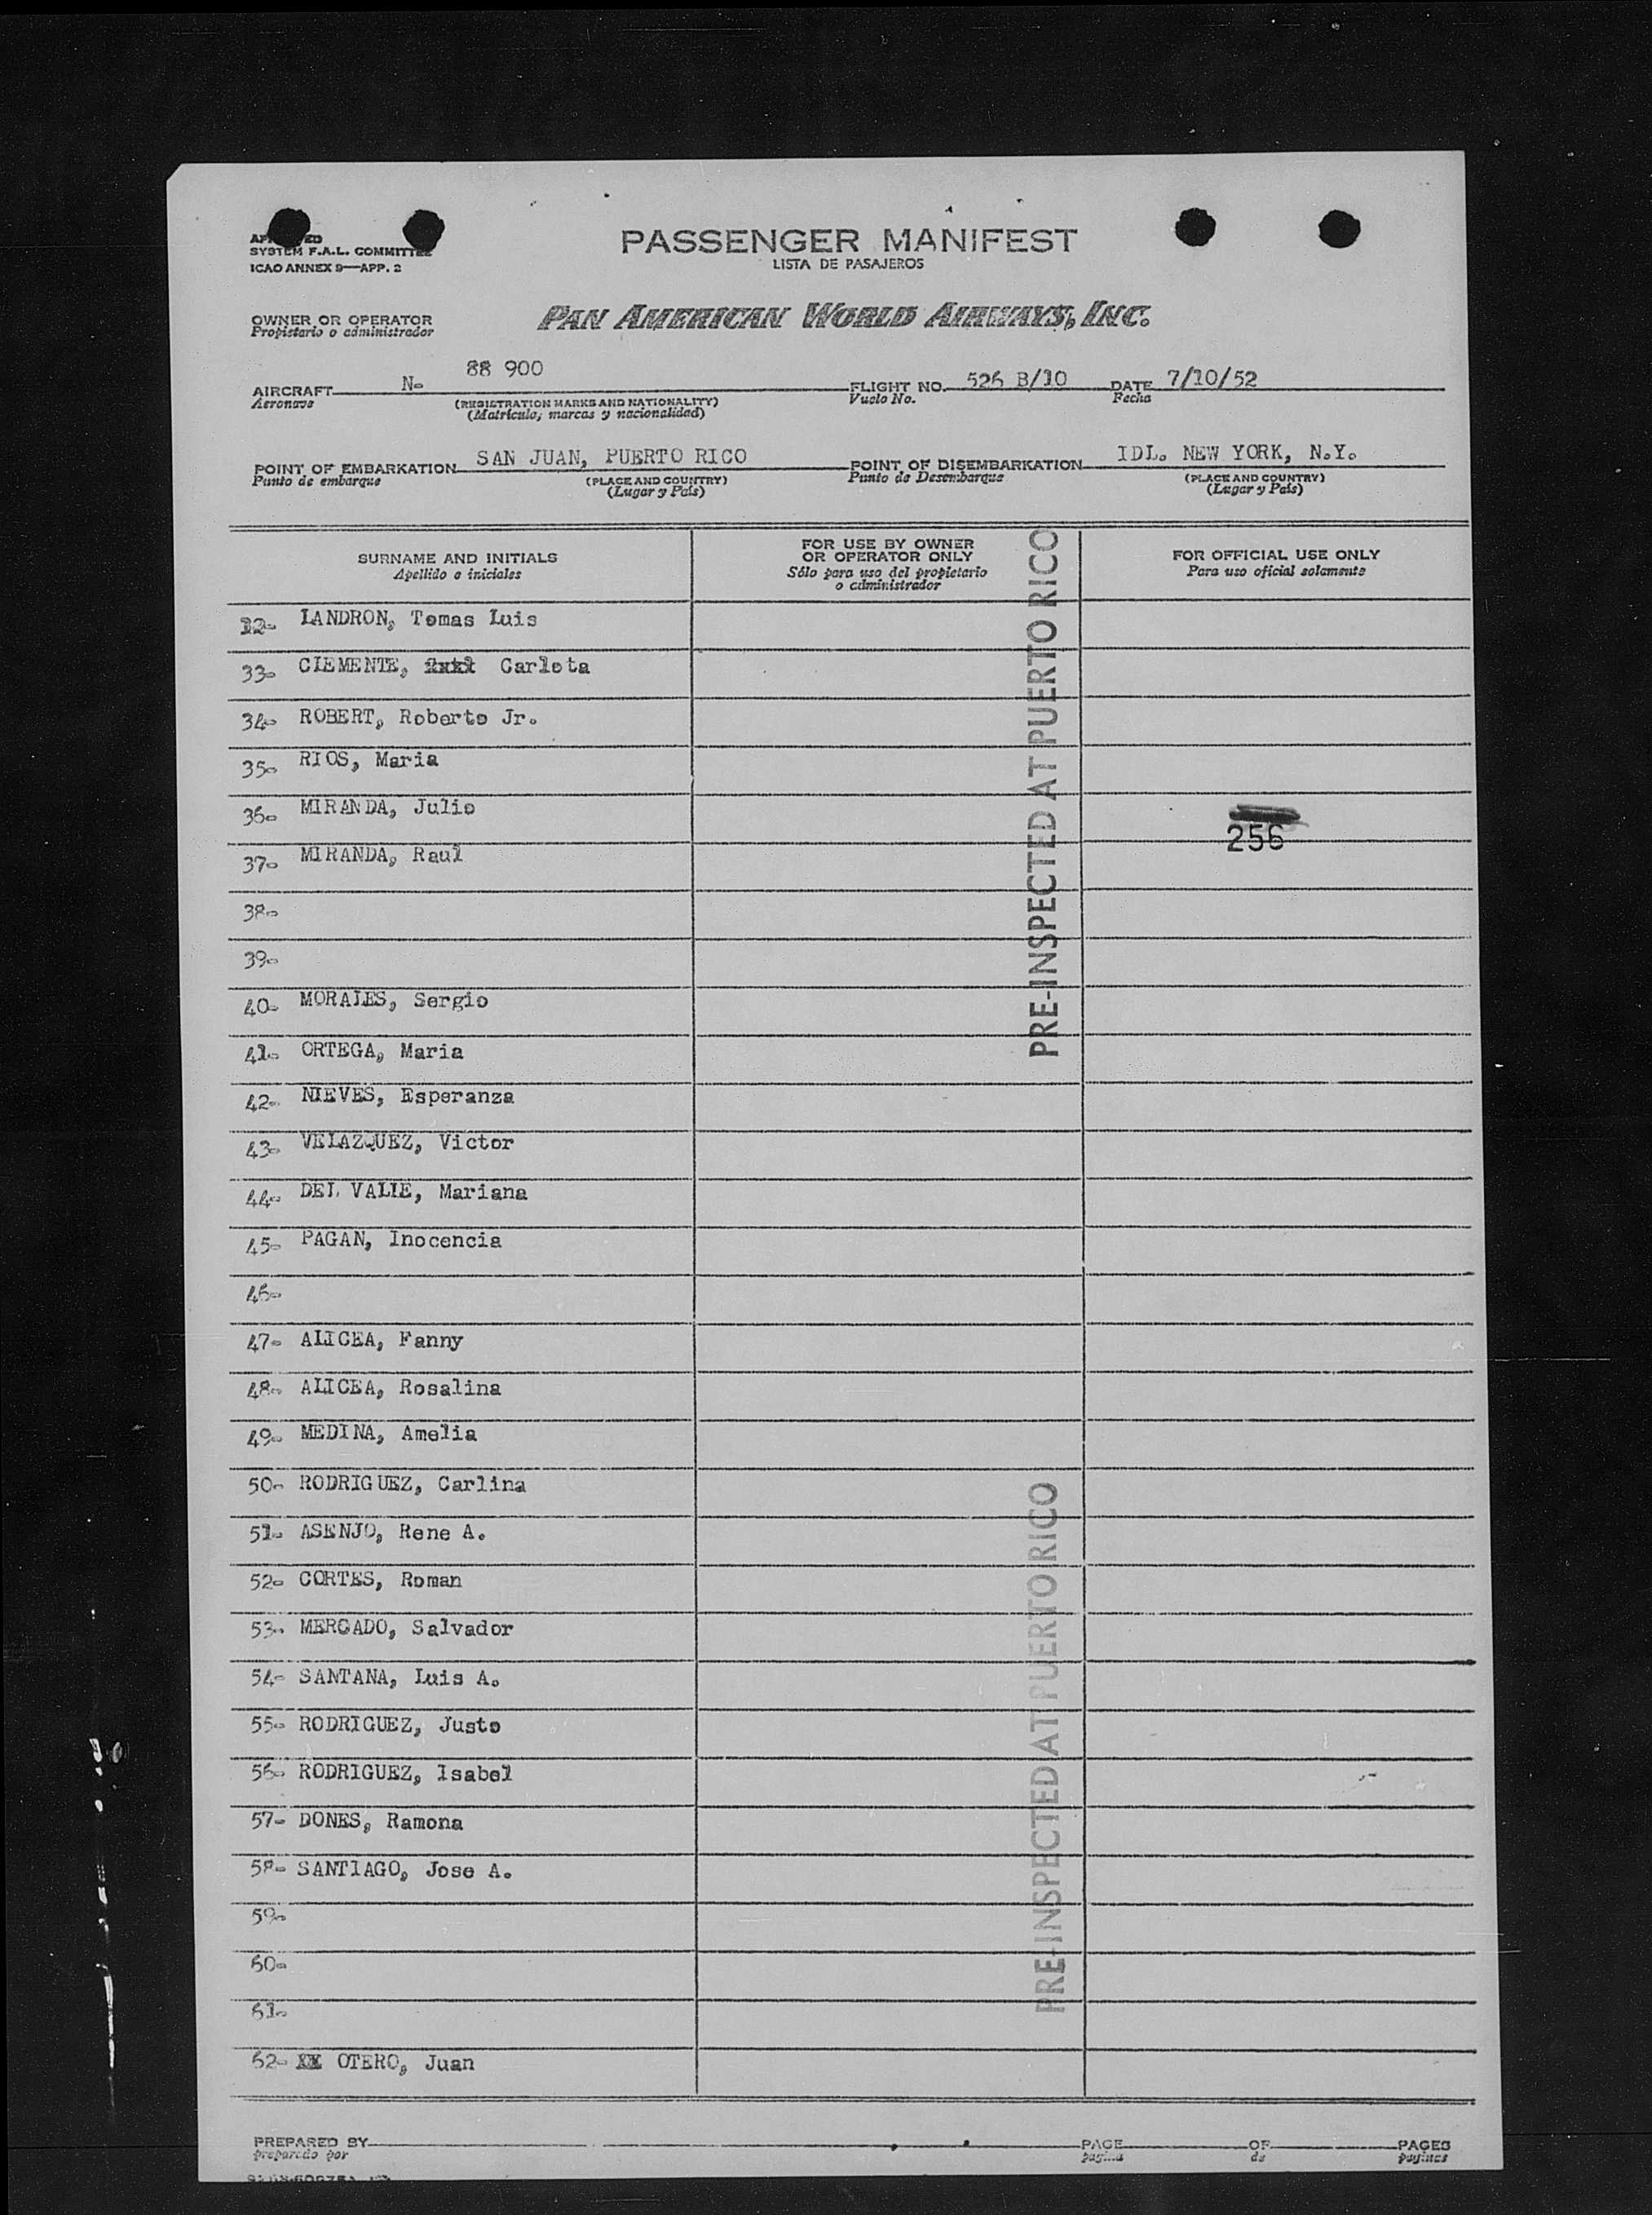 SYSTEM F.A.L. COMMITTEE
ICAO ANNEX 9—APP. 2
PASSENGER MANIFEST
LISTA DE PASAJEROS
OWNER OR OPERATOR
Propietario o administrador
PAN AMERICAN WORLD AIRWAYS, INC.
AIRCRAFT N- 88 900
Aeronave
(REGISTRATION MARKS AND NATIONALITY)
(Matrícula, marcas y nacionalidad)
FLIGHT NO. 526 B/10
Vuelo No.
DATE 7/10/52
Fecha
POINT OF EMBARKATION SAN JUAN, PUERTO RICO
Punto de embarque
(PLACE AND COUNTRY)
(Lugar y País)
POINT OF DISEMBARKATION IDL. NEW YORK, N.Y.
Punto de Desembarque
(PLACE AND COUNTRY)
(Lugar y País)
SURNAME AND INITIALS
Apellido e iniciales
FOR USE BY OWNER
OR OPERATOR ONLY
Sólo para uso del propietario
o administrador
FOR OFFICIAL USE ONLY
Para uso oficial solamente
LANDRON, Tomas Luis
33- CLEMENTE, Carlota
34- ROBERT, Roberto Jr.
35- RIOS, Maria
36- MIRANDA, Julio
256
37- MIRANDA, Raul
38-
39-
40- MORALES, Sergio
41- ORTEGA, Maria
42- NIEVES, Esperanza
43- VELAZQUEZ, Victor
44- DEL VALLE, Mariana
45- PAGAN, Inocencia
46-
47- ALICEA, Fanny
48- ALICEA, Rosalina
49- MEDINA, Amelia
50- RODRIGUEZ, Carlina
51- ASENJO, Rene A.
52- CORTES, Roman
53- MERCADO, Salvador
54- SANTANA, Luis A.
55- RODRIGUEZ, Justo
56- RODRIGUEZ, Isabel
57- DONES, Ramona
58- SANTIAGO, Jose A.
59-
60-
61-
62- XX OTERO, Juan
PRE-INSPECTED AT PUERTO RICO
PRE-INSPECTED AT PUERTO RICO
PREPARED BY
preparado por
PAGE
pagina
OF
de
PAGES
paginas